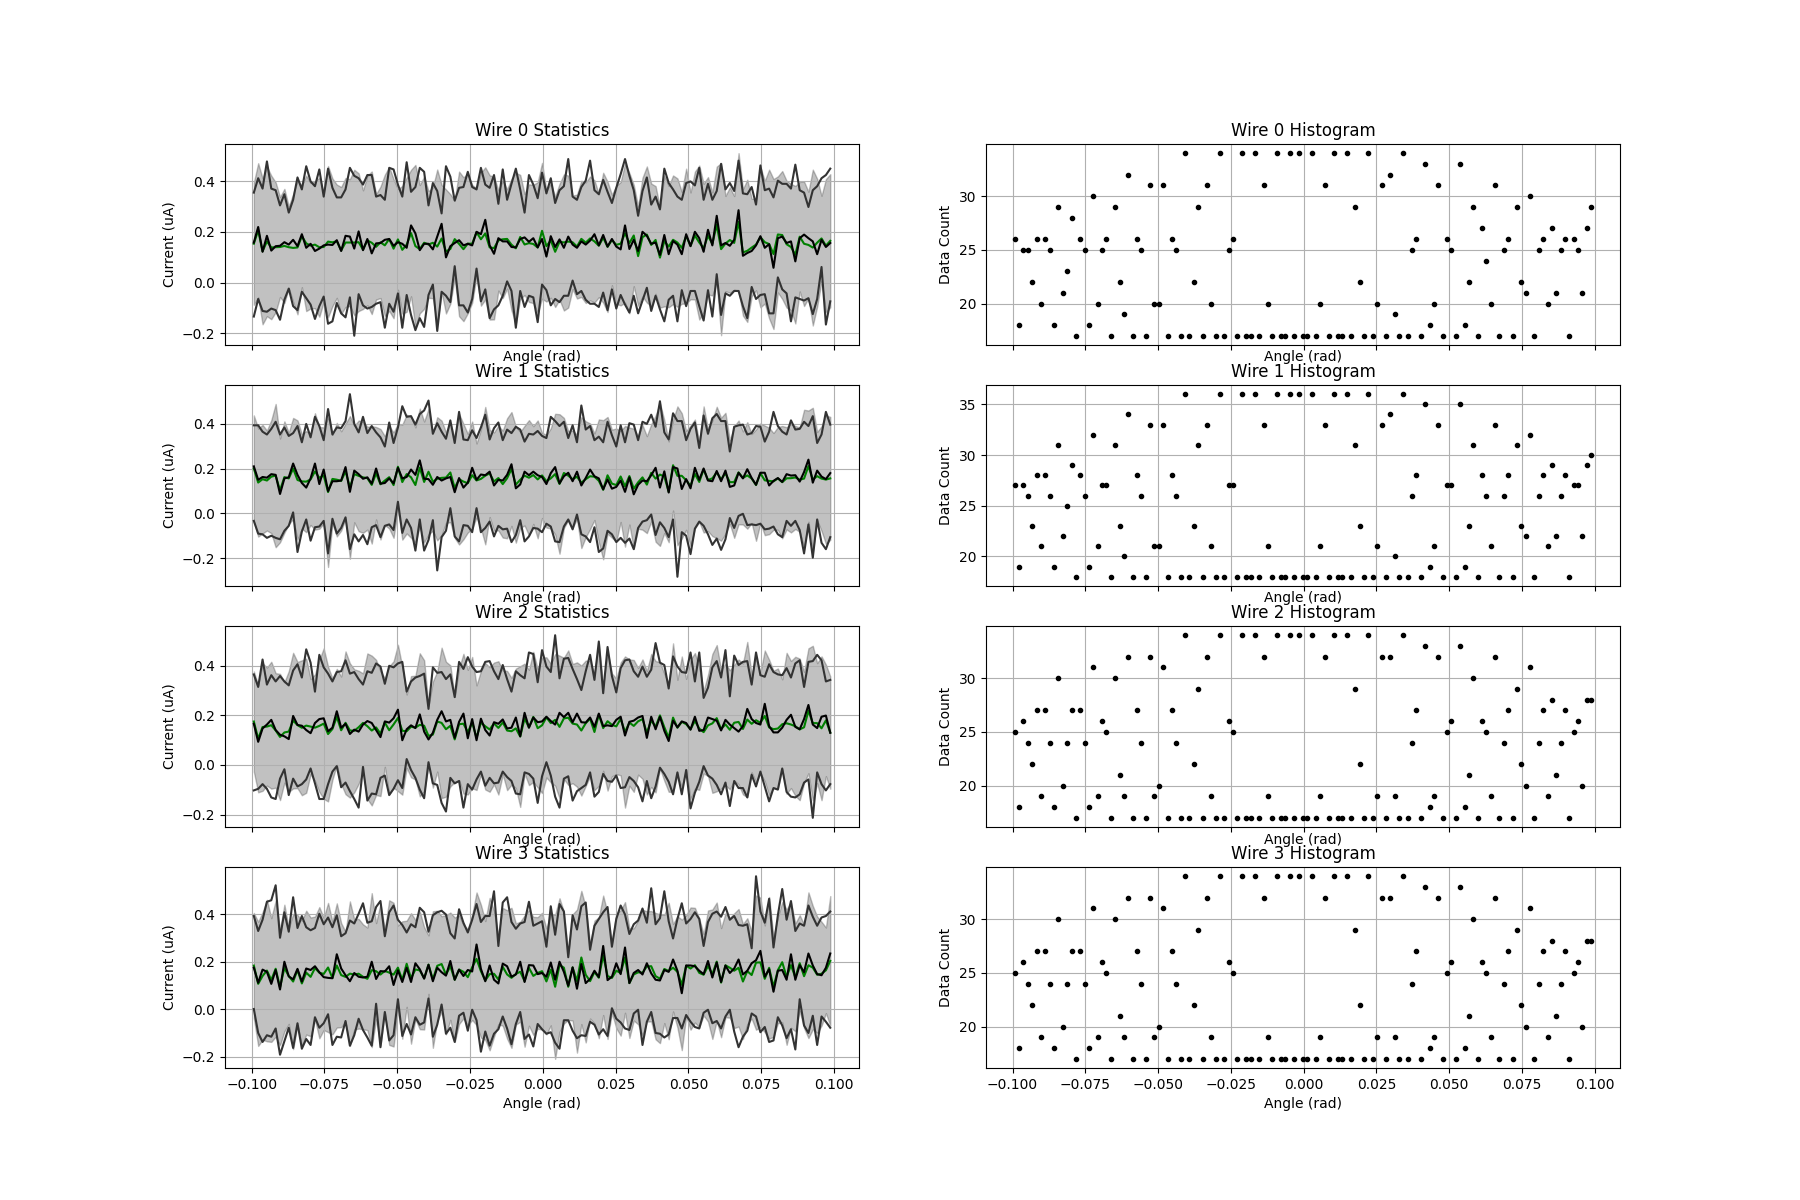 Wire 0 Statistics
Current (uA)
0.4
0.2
0.0
−0.2
Angle (rad)
Wire 0 Histogram
Data Count
30
25
20
Angle (rad)
Wire 1 Statistics
Current (uA)
0.4
0.2
0.0
−0.2
Angle (rad)
Wire 1 Histogram
Data Count
35
30
25
20
Angle (rad)
Wire 2 Statistics
Current (uA)
0.4
0.2
0.0
−0.2
Angle (rad)
Wire 2 Histogram
Data Count
30
25
20
Angle (rad)
Wire 3 Statistics
Current (uA)
0.4
0.2
0.0
−0.2
−0.100 −0.075 −0.050 −0.025 0.000 0.025 0.050 0.075 0.100
Angle (rad)
Wire 3 Histogram
Data Count
30
25
20
−0.100 −0.075 −0.050 −0.025 0.000 0.025 0.050 0.075 0.100
Angle (rad)